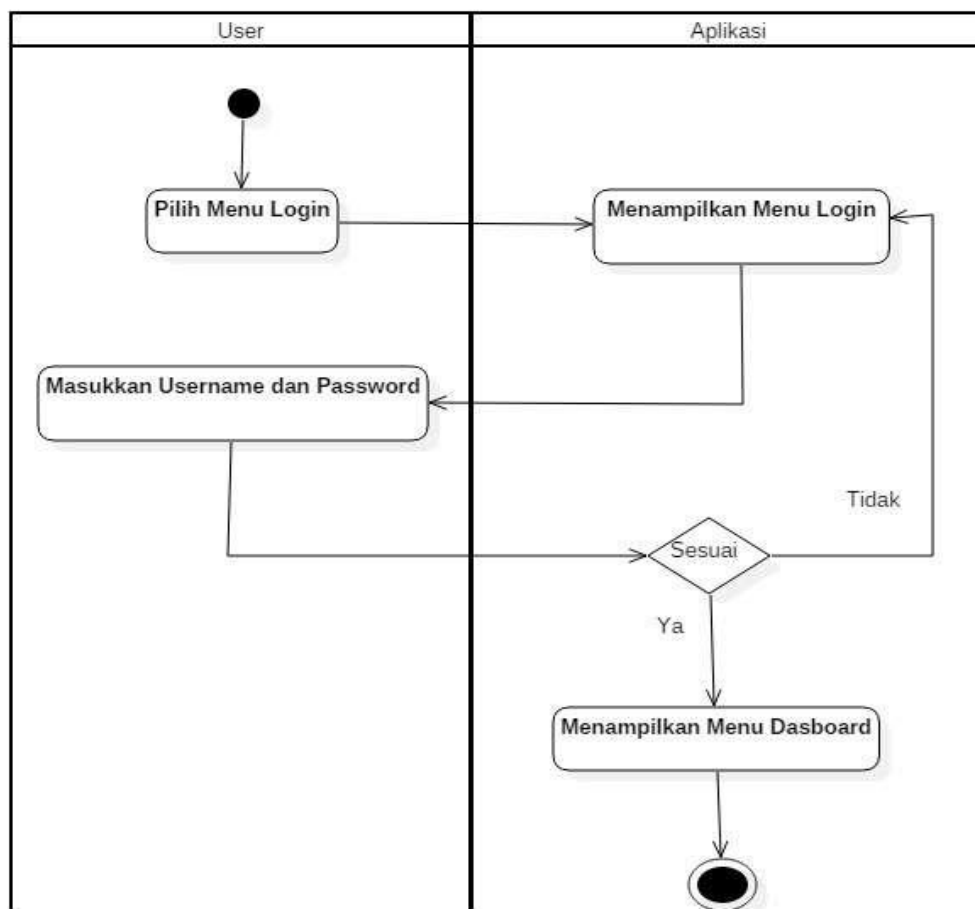 User
Aplikasi
Pilih Menu Login
Menampilkan Menu Login
Masukkan Username dan Password
Tidak
Sesuai
Ya
Menampilkan Menu Dasboard